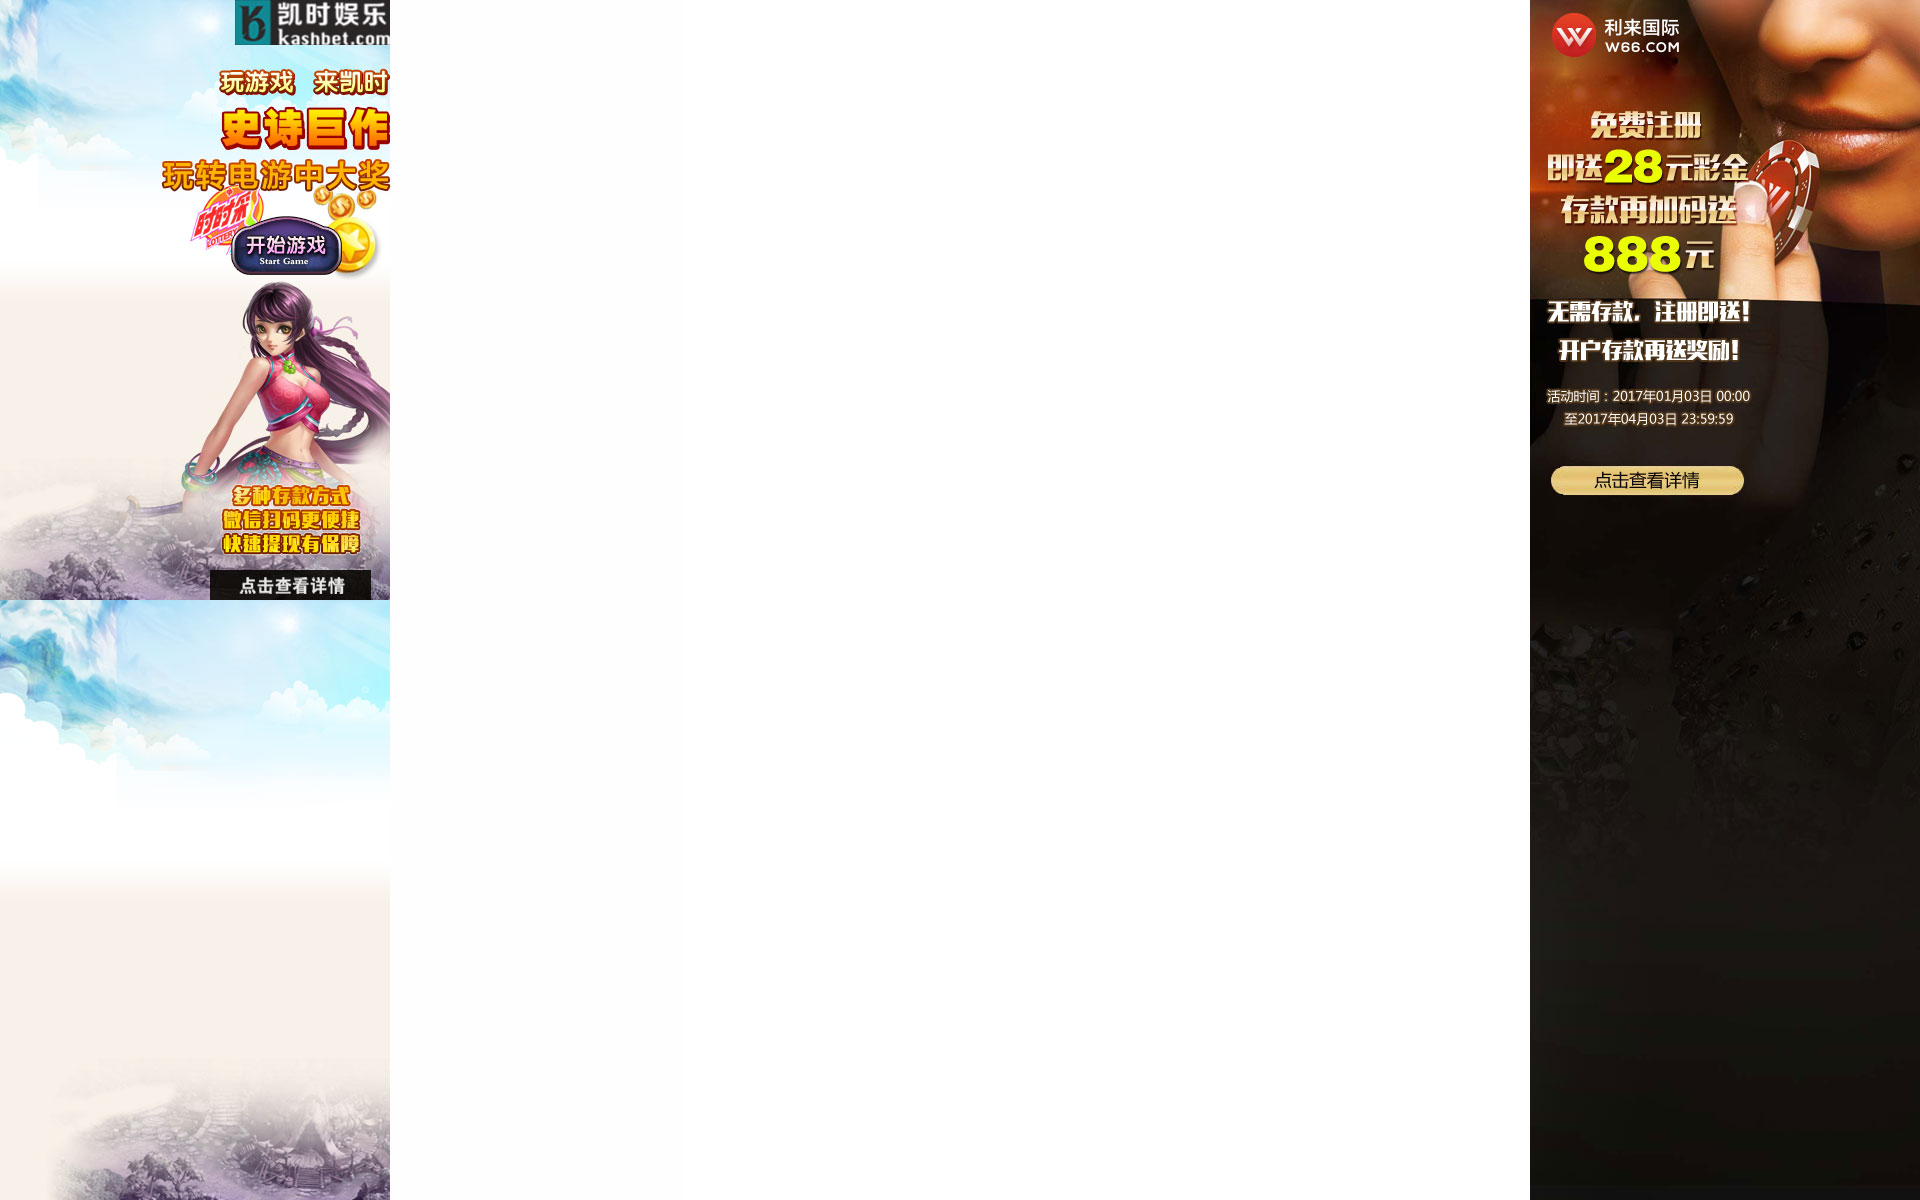 凯时娱乐
kashbet.com
玩游戏 来凯时
史诗巨作
玩转电游中大奖
时时彩
LOTTERY
开始游戏
Start Game
多种存款方式
微信扫码更便捷
快速提现有保障
点击查看详情
利来国际
W66.COM
免费注册
即送28元彩金
存款再加码送
888元
无需存款，注册即送！
开户存款再送奖励！
活动时间：2017年01月03日 00:00
至2017年04月03日 23:59:59
点击查看详情